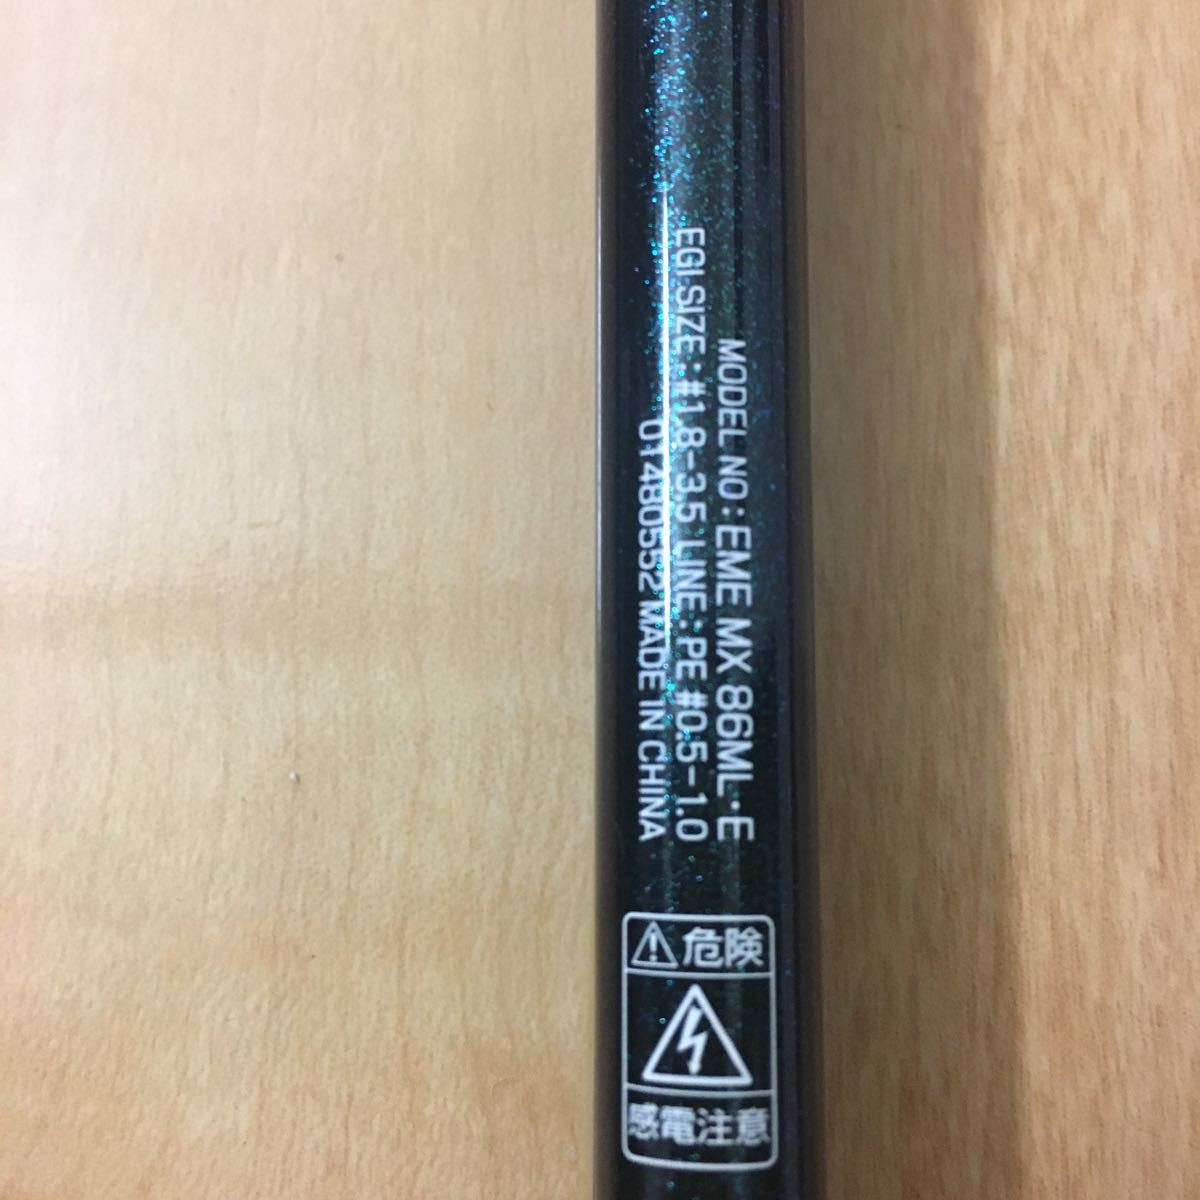 MODEL NO:EME MX 86ML・E
EGI SIZE:#1.8-3.5 LINE:PE #0.5-1.0
01480552 MADE IN CHINA
⚠危険
感電注意